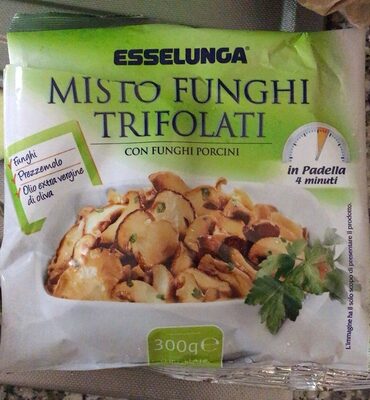 ESSELUNGA
MISTO FUNGHI
TRIFOLATI
CON FUNGHI PORCINI
Funghi
Prezzemolo
Olio extra vergine
di oliva
in Padella
4 minuti
L'immagine ha il solo scopo di presentare il prodotto.
300g e